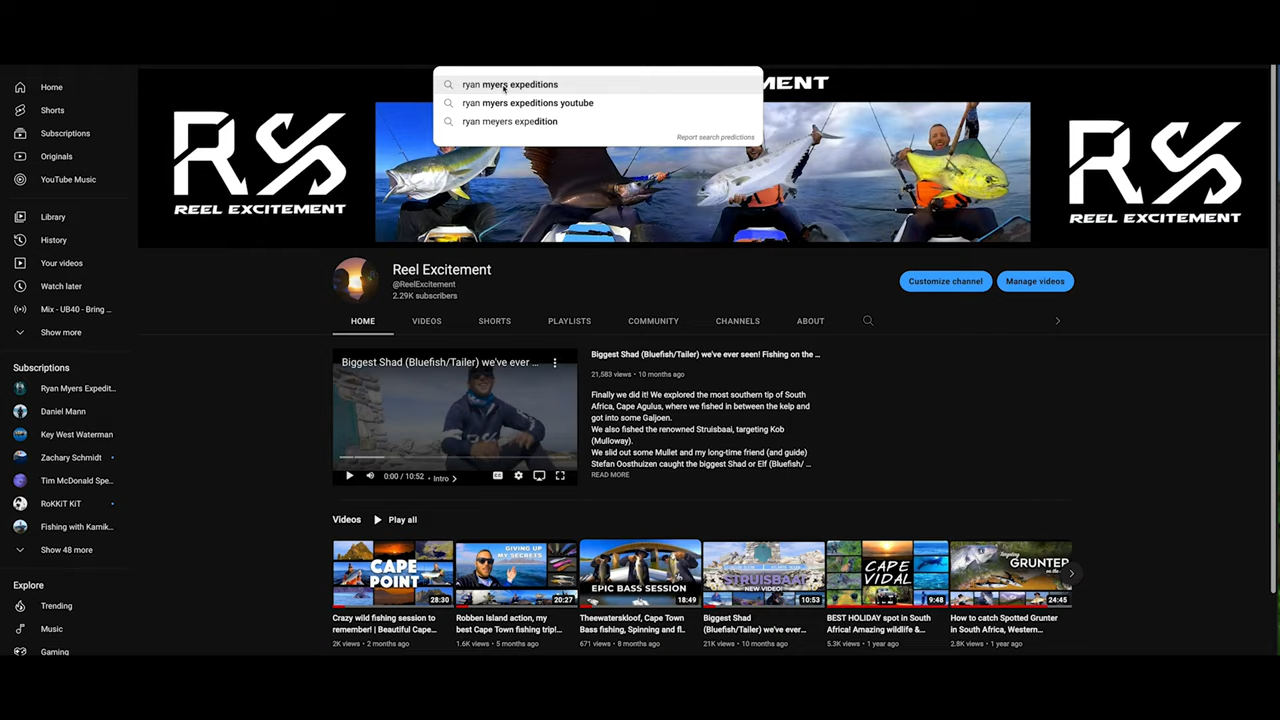 ryan myers expeditions
ryan myers expeditions youtube
ryan meyers expedition
Report search predictions
EMENT
RS
REEL EXCITEMENT
RS
REEL EXCITEMENT
Home
Shorts
Subscriptions
Originals
YouTube Music
Library
History
Your videos
Watch later
Mix - UB40 - Bring ...
Show more
Subscriptions
Ryan Myers Expedit...
Daniel Mann
Key West Waterman
Zachary Schmidt
Tim McDonald Spe...
RoKKiT KiT
Fishing with Kamik...
Show 48 more
Explore
Trending
Music
Gaming
Reel Excitement
@ReelExcitement
2.29K subscribers
Customize channel
Manage videos
HOME
VIDEOS
SHORTS
PLAYLISTS
COMMUNITY
CHANNELS
ABOUT
Biggest Shad (Bluefish/Tailer) we've ever ...
0:00 / 10:52 • Intro
Biggest Shad (Bluefish/Tailer) we've ever seen! Fishing on the ...
21,583 views • 10 months ago
Finally we did it! We explored the most southern tip of South
Africa, Cape Agulus, where we fished in between the kelp and
got into some Galjoen.
We also fished the renowned Struisbaai, targeting Kob
(Mulloway).
We slid out some Mullet and my long-time friend (and guide)
Stefan Oosthuizen caught the biggest Shad or Elf (Bluefish/ ...
READ MORE
Videos
Play all
CAPE
POINT
28:30
Crazy wild fishing session to
remember! | Beautiful Cape...
2K views • 2 months ago
GIVING UP
MY SECRETS
20:27
Robben Island action, my
best Cape Town fishing trip!...
1.6K views • 5 months ago
EPIC BASS SESSION
18:49
Theewaterskloof, Cape Town
Bass fishing, Spinning and fl...
671 views • 8 months ago
STRUISBAAI
NEW VIDEO!
10:53
Biggest Shad
(Bluefish/Tailer) we've ever...
21K views • 10 months ago
CAPE
VIDAL
9:48
BEST HOLIDAY spot in South
Africa! Amazing wildlife &...
5.3K views • 1 year ago
Targeting
GRUNTER
on the
24:45
How to catch Spotted Grunter
in South Africa, Western...
2.8K views • 1 year ago